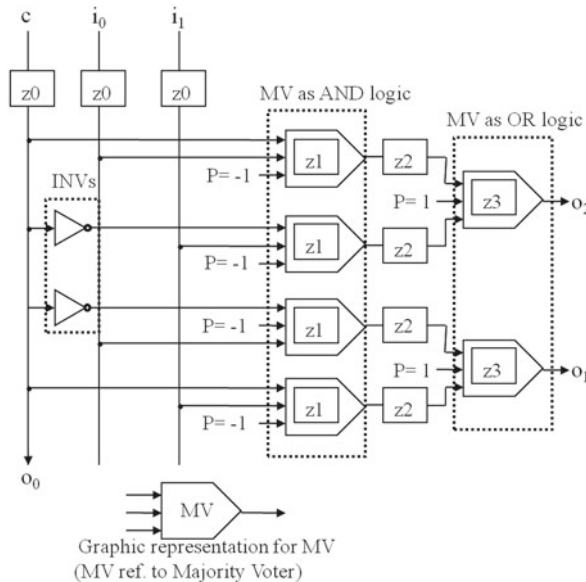 c i₀ i₁
z0 z0 z0
MV as AND logic
MV as OR logic
z1 z2
P= -1
INVs
P= 1 z3 o₂
z1 z2
P= -1
z1 z2
P= -1
P= 1 z3 o₁
z1 z2
P= -1
o₀
MV
Graphic representation for MV
(MV ref. to Majority Voter)